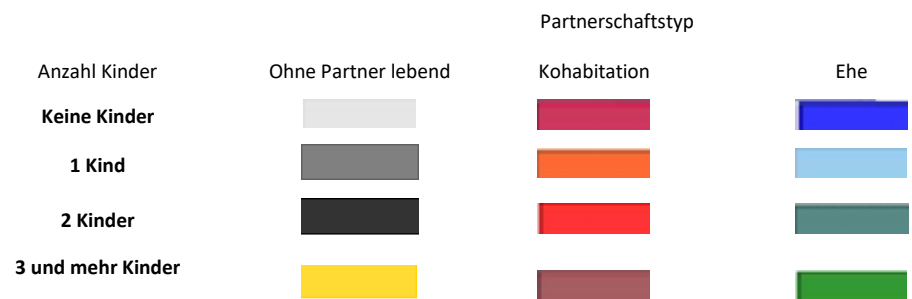 Partnerschaftstyp
Anzahl Kinder Ohne Partner lebend Kohabitation Ehe
Keine Kinder
1 Kind
2 Kinder
3 und mehr Kinder